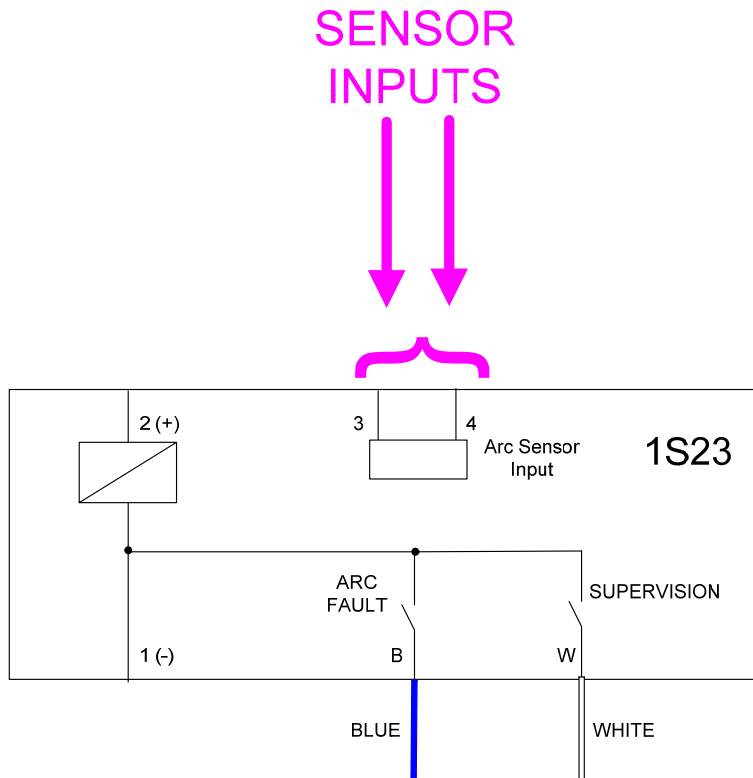 SENSOR
INPUTS
2 (+)
3
4
Arc Sensor
Input
1S23
ARC
FAULT
SUPERVISION
1 (-)
B
W
BLUE
WHITE